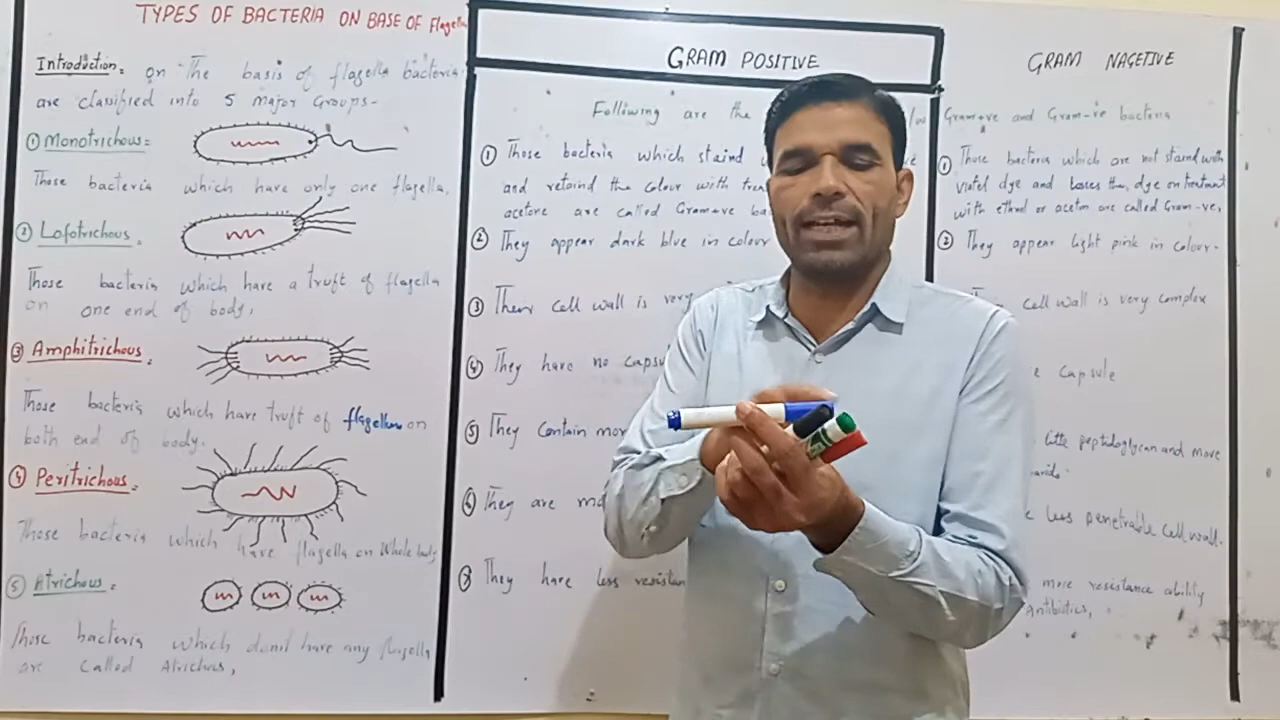 TYPES OF BACTERIA ON BASE OF Flagella
Introduction: on The basis of flagella bacteria
are classified into 5 major Groups-
① Monotrichous:
Those bacteria which have only one flagella.
② Lofotrichous.
Those bacteria which have a truft of flagella
on one end of body.
③ Amphitrichous.
Those bacteria which have truft of flagellum on
both end of body.
④ Peritrichous.
Those bacteria which have flagella on Whole body
⑤ Atrichous:
Those bacteria which don't have any flagella
are called Atrichous,
GRAM POSITIVE
Following are the
① Those bacteria which staind
and retaind the colour with
acetone are called Gram+ve
② They appear dark blue in colour
③ Their cell wall is very
④ They have no
⑤ They Contain
They are
⑦ They have less
GRAM NAGETIVE
Gram+ve and Gram-ve bacteria
① Those bacteria which are not staind with
dye and losses their dye on treatment
with ethnol or aceton are called Gram-ve,
② They appear light pink in colour-
cell wall is very complex
Capsule
little peptidoglycan and more
less penetrable cell wall.
more resistance ability
Antibiotics,